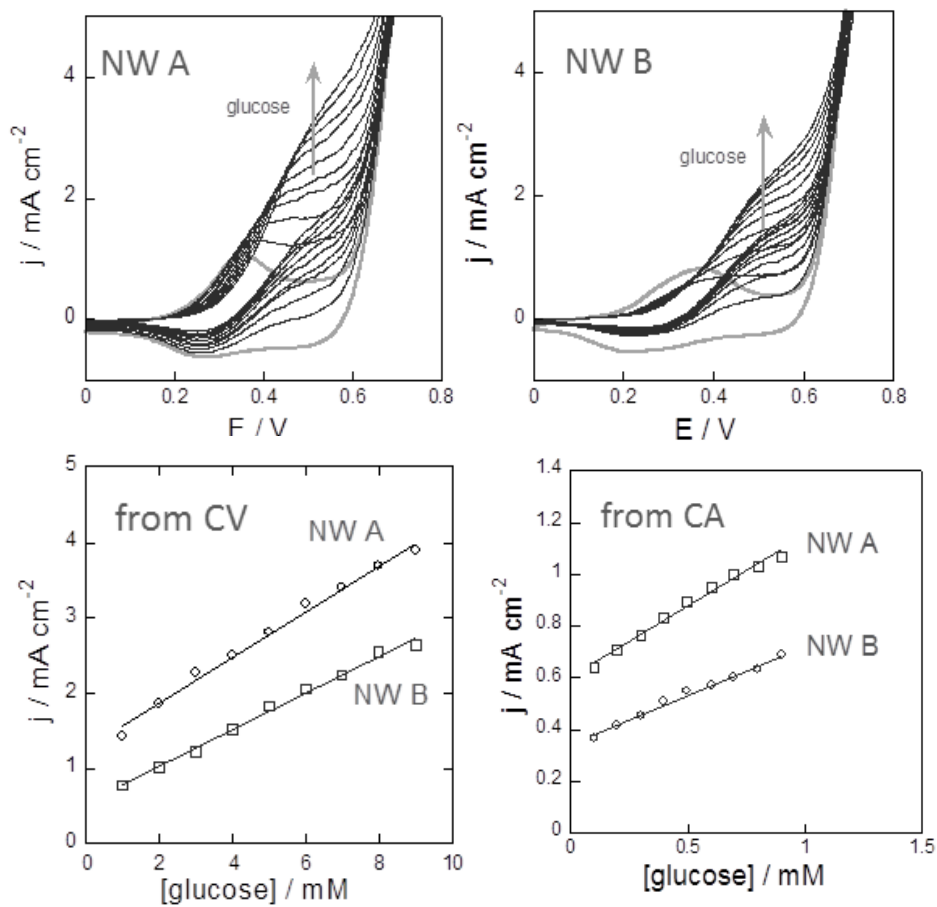 NW A
glucose
j / mA cm-2
4
2
0
0
0.2
0.4
0.6
0.8
E / V
NW B
glucose
j / mA cm-2
4
2
0
0
0.2
0.4
0.6
0.8
E / V
from CV
NW A
NW B
j / mA cm-2
5
4
3
2
1
0
0
2
4
6
8
10
[glucose] / mM
from CA
NW A
NW B
j / mA cm-2
1.4
1.2
1
0.8
0.6
0.4
0.2
0
0
0.5
1
1.5
[glucose] / mM